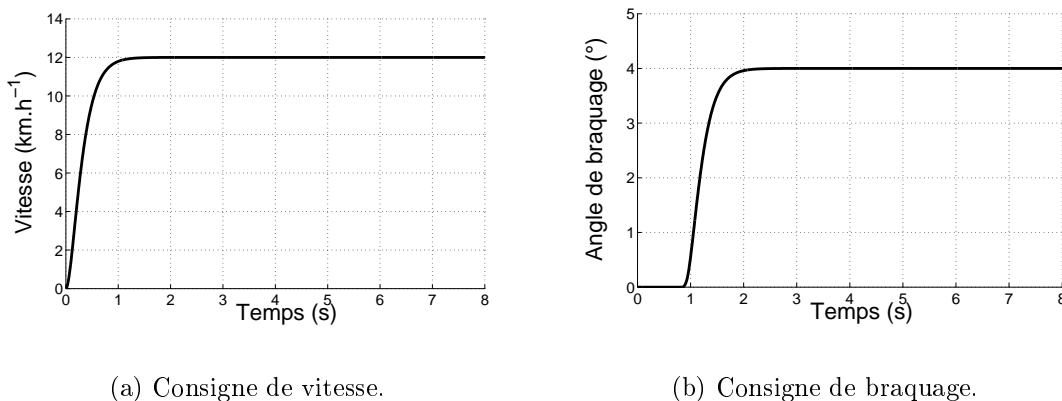 14
12
10
8
6
4
2
0
Vitesse (km.h⁻¹)
0 1 2 3 4 5 6 7 8
Temps (s)
5
4
3
2
1
0
Angle de braquage (°)
0 1 2 3 4 5 6 7 8
Temps (s)
(a) Consigne de vitesse.
(b) Consigne de braquage.